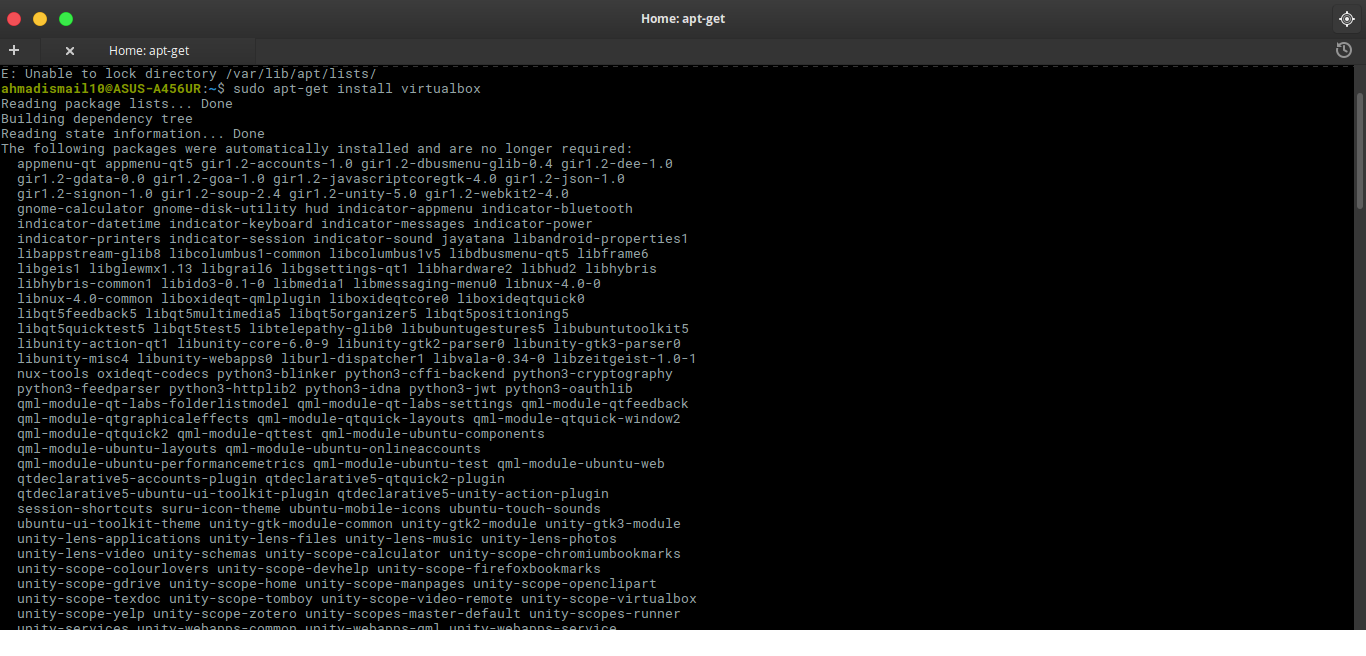 Home: apt-get
Home: apt-get
E: Unable to lock directory /var/lib/apt/lists/
ahmadismail10@ASUS-A456UR:~$ sudo apt-get install virtualbox
Reading package lists... Done
Building dependency tree
Reading state information... Done
The following packages were automatically installed and are no longer required:
appmenu-qt appmenu-qt5 gir1.2-accounts-1.0 gir1.2-dbusmenu-glib-0.4 gir1.2-dee-1.0
gir1.2-gdata-0.0 gir1.2-goa-1.0 gir1.2-javascriptcoregtk-4.0 gir1.2-json-1.0
gir1.2-signon-1.0 gir1.2-soup-2.4 gir1.2-unity-5.0 gir1.2-webkit2-4.0
gnome-calculator gnome-disk-utility hud indicator-appmenu indicator-bluetooth
indicator-datetime indicator-keyboard indicator-messages indicator-power
indicator-printers indicator-session indicator-sound jayatana libandroid-properties1
libappstream-glib8 libcolumbus1-common libcolumbus1v5 libdbusmenu-qt5 libframe6
libgeis1 libglewmx1.13 libgrail6 libgsettings-qt1 libhardware2 libhud2 libhybris
libhybris-common1 libido3-0.1-0 libmedia1 libmessaging-menu0 libnux-4.0-0
libnux-4.0-common liboxideqt-qmlplugin liboxideqtcore0 liboxideqtquick0
libqt5feedback5 libqt5multimedia5 libqt5organizer5 libqt5positioning5
libqt5quicktest5 libqt5test5 libtelepathy-glib0 libubuntugestures5 libubuntutoolkit5
libunity-action-qt1 libunity-core-6.0-9 libunity-gtk2-parser0 libunity-gtk3-parser0
libunity-misc4 libunity-webapps0 liburl-dispatcher1 libvala-0.34-0 libzeitgeist-1.0-1
nux-tools oxideqt-codecs python3-blinker python3-cffi-backend python3-cryptography
python3-feedparser python3-httplib2 python3-idna python3-jwt python3-oauthlib
qml-module-qt-labs-folderlistmodel qml-module-qt-labs-settings qml-module-qtfeedback
qml-module-qtgraphicaleffects qml-module-qtquick-layouts qml-module-qtquick-window2
qml-module-qtquick2 qml-module-qttest qml-module-ubuntu-components
qml-module-ubuntu-layouts qml-module-ubuntu-onlineaccounts
qml-module-ubuntu-performancemetrics qml-module-ubuntu-test qml-module-ubuntu-web
qtdeclarative5-accounts-plugin qtdeclarative5-qtquick2-plugin
qtdeclarative5-ubuntu-ui-toolkit-plugin qtdeclarative5-unity-action-plugin
session-shortcuts suru-icon-theme ubuntu-mobile-icons ubuntu-touch-sounds
ubuntu-ui-toolkit-theme unity-gtk-module-common unity-gtk2-module unity-gtk3-module
unity-lens-applications unity-lens-files unity-lens-music unity-lens-photos
unity-lens-video unity-schemas unity-scope-calculator unity-scope-chromiumbookmarks
unity-scope-colourlovers unity-scope-devhelp unity-scope-firefoxbookmarks
unity-scope-gdrive unity-scope-home unity-scope-manpages unity-scope-openclipart
unity-scope-texdoc unity-scope-tomboy unity-scope-video-remote unity-scope-virtualbox
unity-scope-yelp unity-scope-zotero unity-scopes-master-default unity-scopes-runner
unity-services unity-webapps-common unity-webapps-qml unity-webapps-service